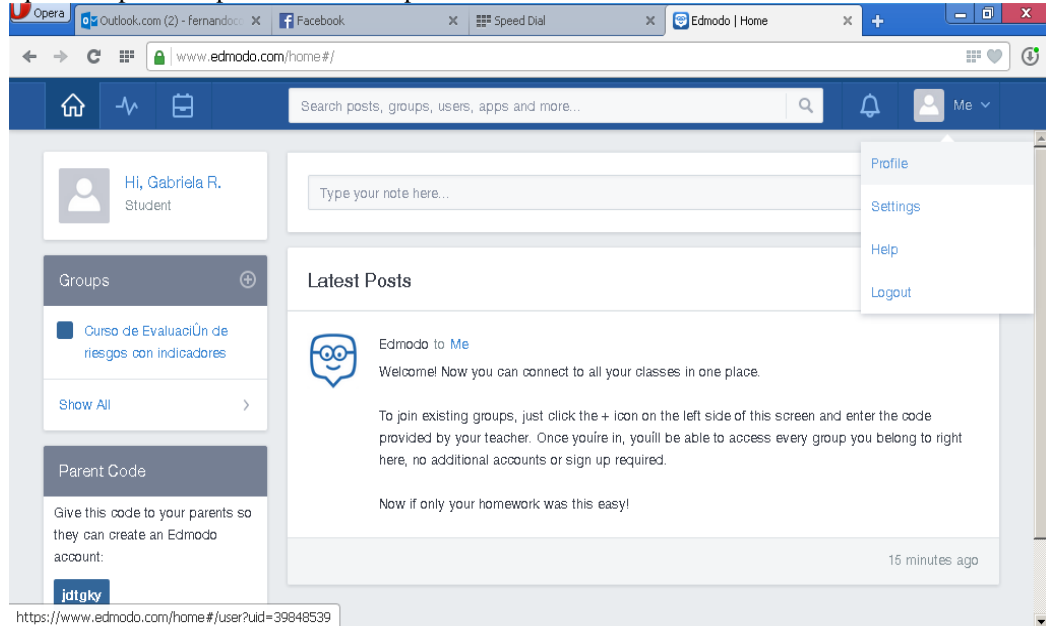 Opera
Outlook.com (2) - fernandoc
Facebook
Speed Dial
Edmodo | Home
www.edmodo.com/home#/
Search posts, groups, users, apps and more...
Me
Profile
Settings
Help
Logout
Hi, Gabriela R.
Student
Type your note here...
Groups
Curso de EvaluaciÛn de
riesgos con indicadores
Show All
Parent Code
Give this code to your parents so
they can create an Edmodo
account:
jdtgky
Latest Posts
Edmodo to Me
Welcome! Now you can connect to all your classes in one place.
To join existing groups, just click the + icon on the left side of this screen and enter the code
provided by your teacher. Once youíre in, youíll be able to access every group you belong to right
here, no additional accounts or sign up required.
Now if only your homework was this easy!
15 minutes ago
https://www.edmodo.com/home#/user?uid=39848539